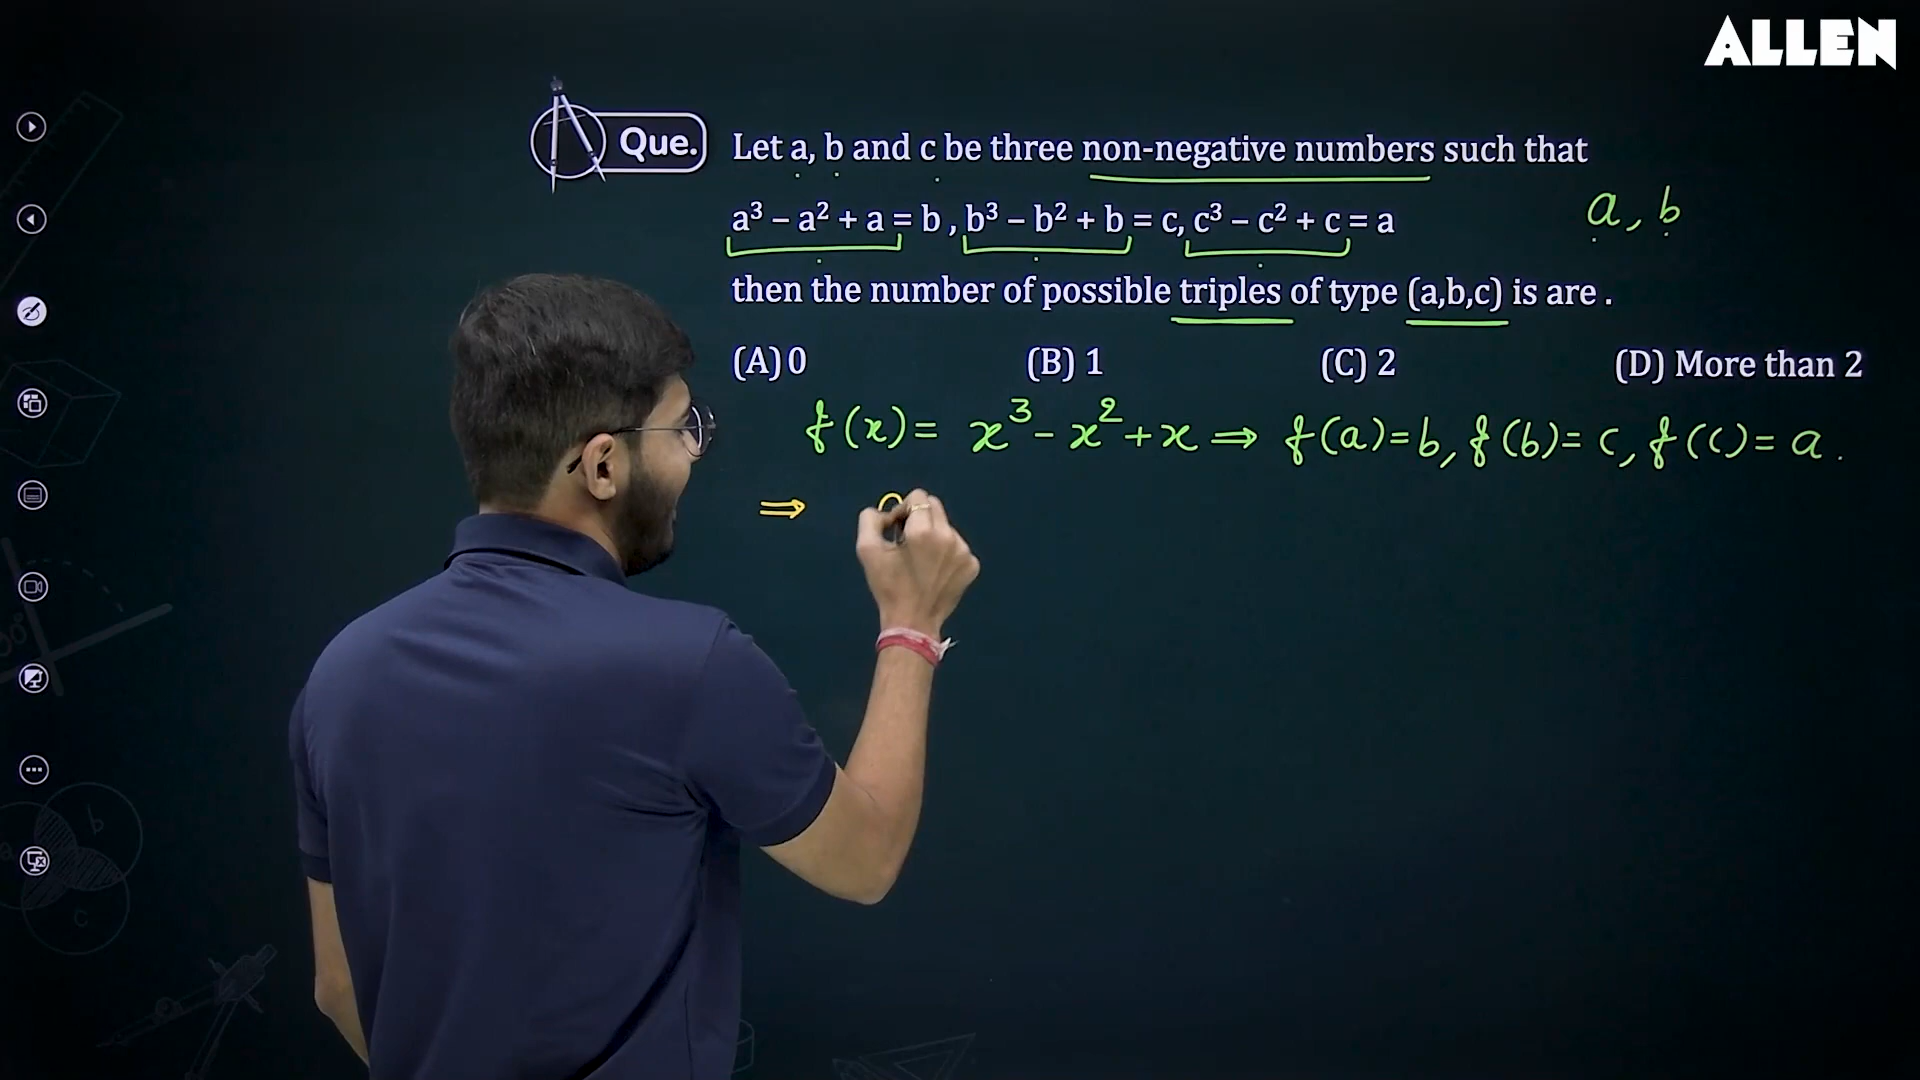 ALLEN
Que. Let a, b and c be three non-negative numbers such that
a³ − a² + a = b , b³ − b² + b = c, c³ − c² + c = a
a, b
then the number of possible triples of type (a,b,c) is are .
(A) 0 (B) 1 (C) 2 (D) More than 2
f(x) = x³ − x² + x ⇒ f(a) = b, f(b) = c, f(c) = a .
⇒